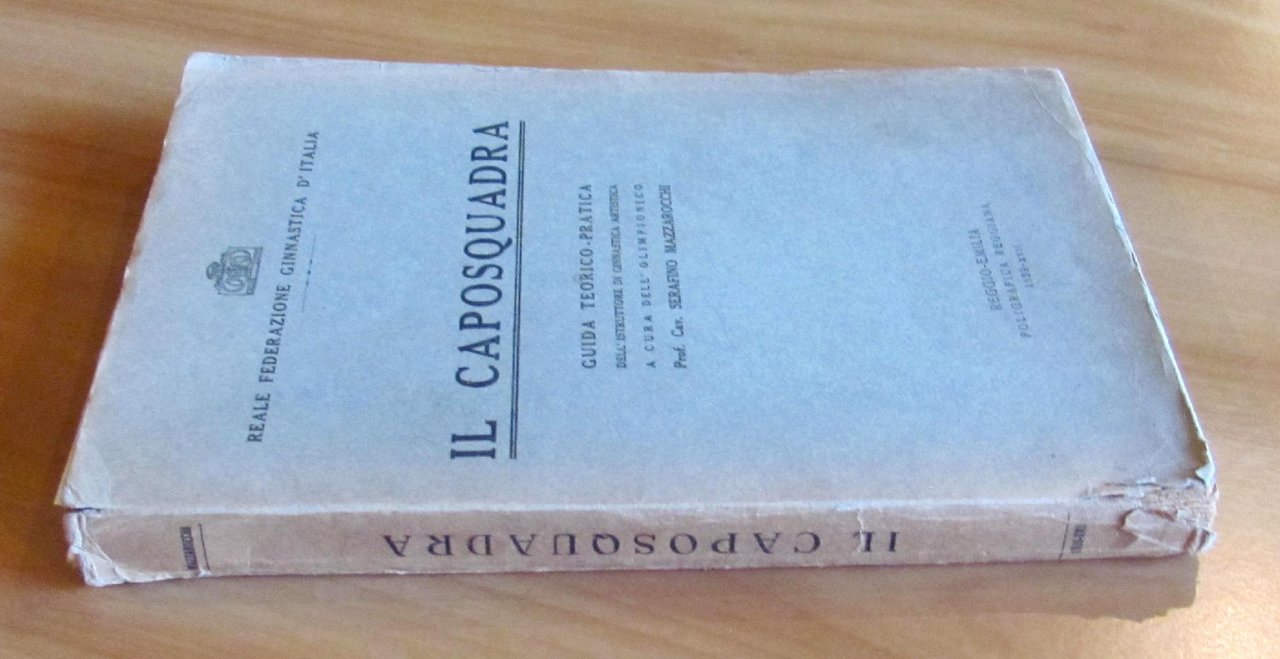 REALE FEDERAZIONE GINNASTICA D'ITALIA
IL CAPOSQUADRA
GUIDA TEORICO-PRATICA
DELL'ISTRUTTORE DI GINNASTICA ARTISTICA
A CURA DELL'OLIMPIONICO
Prof. Cav. SERAFINO MAZZAROCCHI
REGGIO-EMILIA
POLIGRAFICA REGGIANA
MAZZAROCCHI
IL CAPOSQUADRA